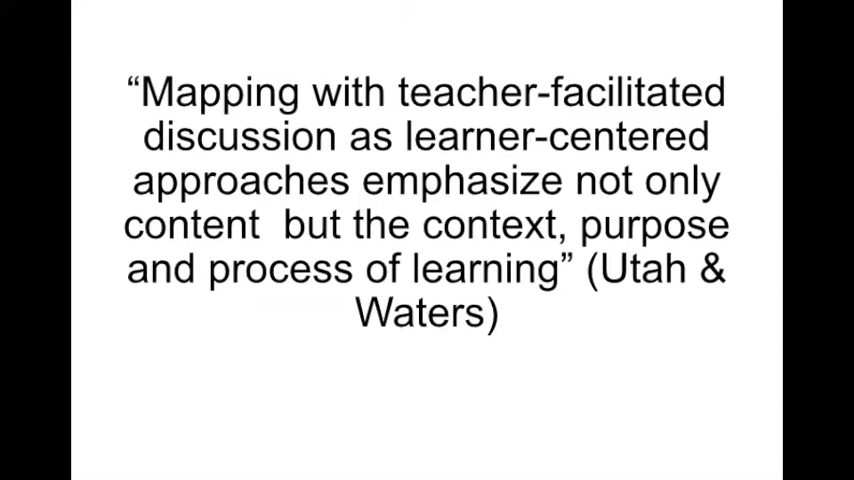 “Mapping with teacher-facilitated
discussion as learner-centered
approaches emphasize not only
content  but the context, purpose
and process of learning” (Utah &
Waters)